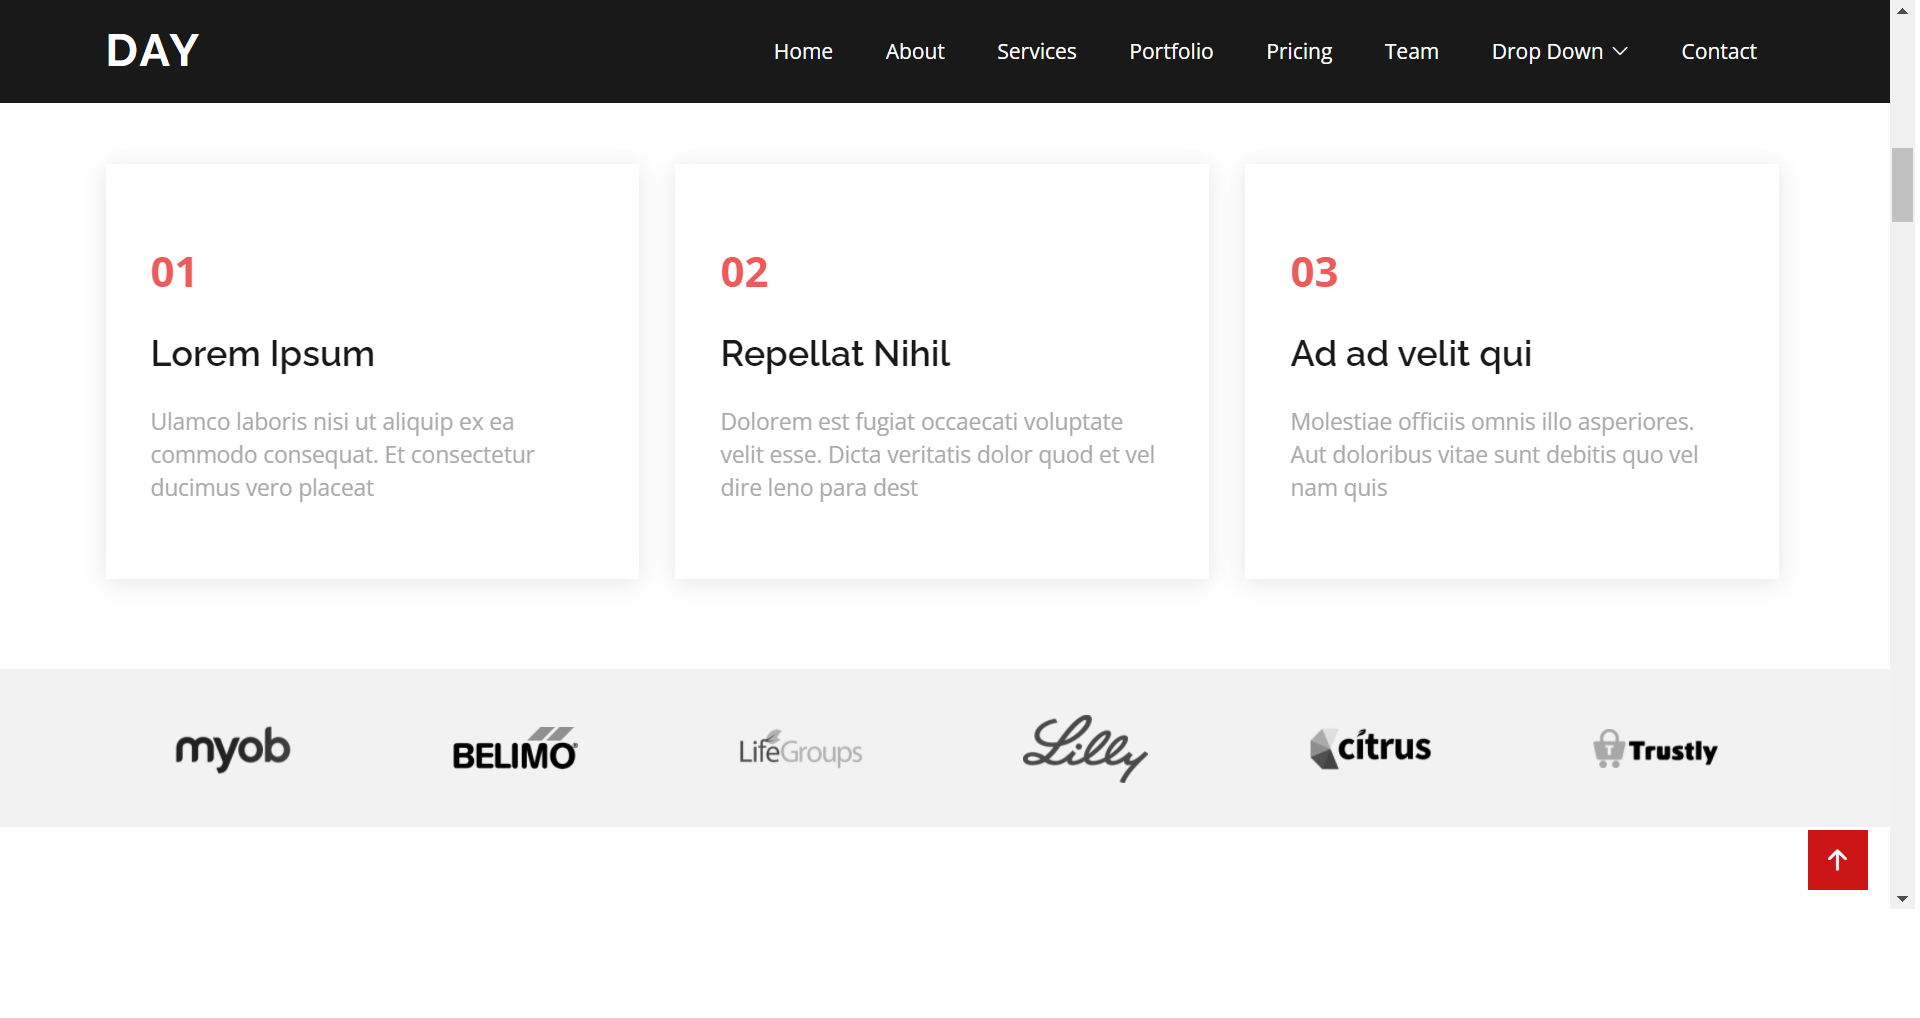 DAY
Home About Services Portfolio Pricing Team Drop Down Contact
01
Lorem Ipsum
Ulamco laboris nisi ut aliquip ex ea
commodo consequat. Et consectetur
ducimus vero placeat
02
Repellat Nihil
Dolorem est fugiat occaecati voluptate
velit esse. Dicta veritatis dolor quod et vel
dire leno para dest
03
Ad ad velit qui
Molestiae officiis omnis illo asperiores.
Aut doloribus vitae sunt debitis quo vel
nam quis
myob BELIMO® LifeGroups Lilly citrus T Trustly